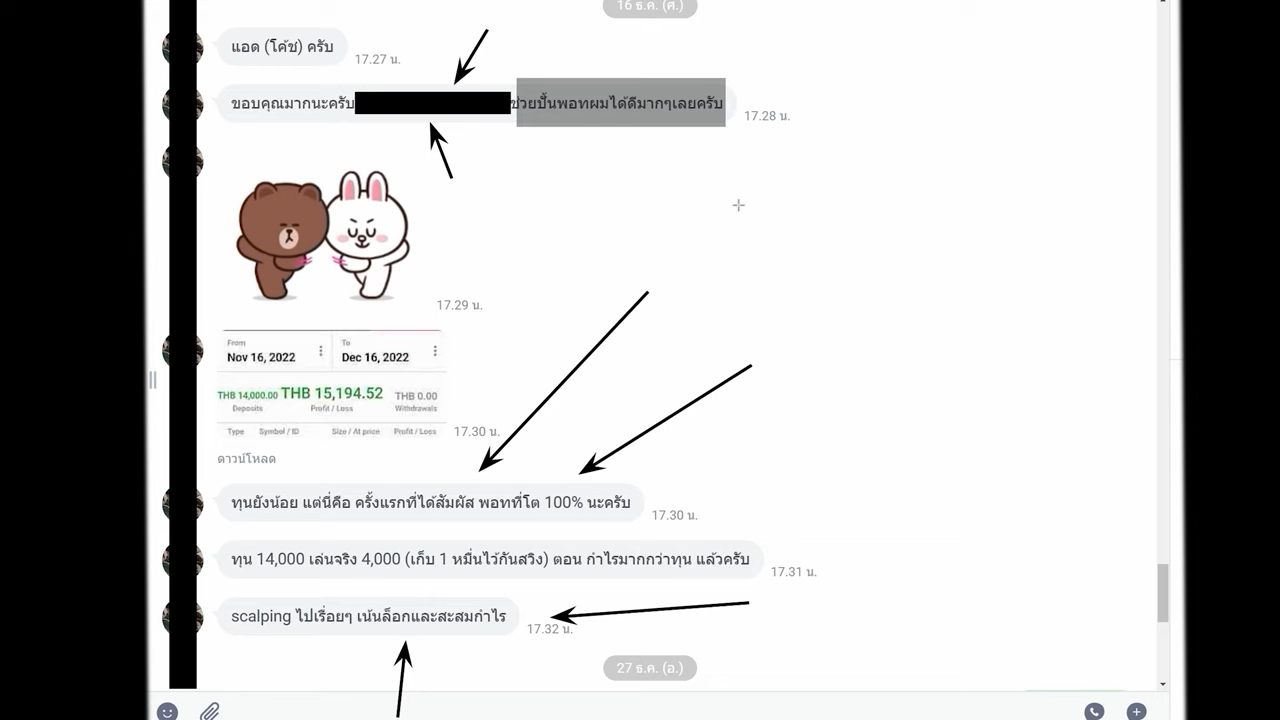 16 ธ.ค. (ศ.)
แอด (โค้ช) ครับ
17.27 น.
ขอบคุณมากนะครับ
ช่วยปั้นพอทผมได้ดีมากๆเลยครับ
17.28 น.
17.29 น.
From
To
Nov 16, 2022
Dec 16, 2022
THB 14,000.00 THB 15,194.52 THB 0.00
Deposits Profit / Loss Withdrawals
Type Symbol / ID Size / At price Profit / Loss
17.30 น.
ดาวน์โหลด
ทุนยังน้อย แต่นี่คือ ครั้งแรกที่ได้สัมผัส พอทที่โต 100% นะครับ
17.30 น.
ทุน 14,000 เล่นจริง 4,000 (เก็บ 1 หมื่นไว้กันสวิง) ตอน กำไรมากกว่าทุน แล้วครับ
17.31 น.
scalping ไปเรื่อยๆ เน้นล็อกและสะสมกำไร
17.32 น.
27 ธ.ค. (อ.)